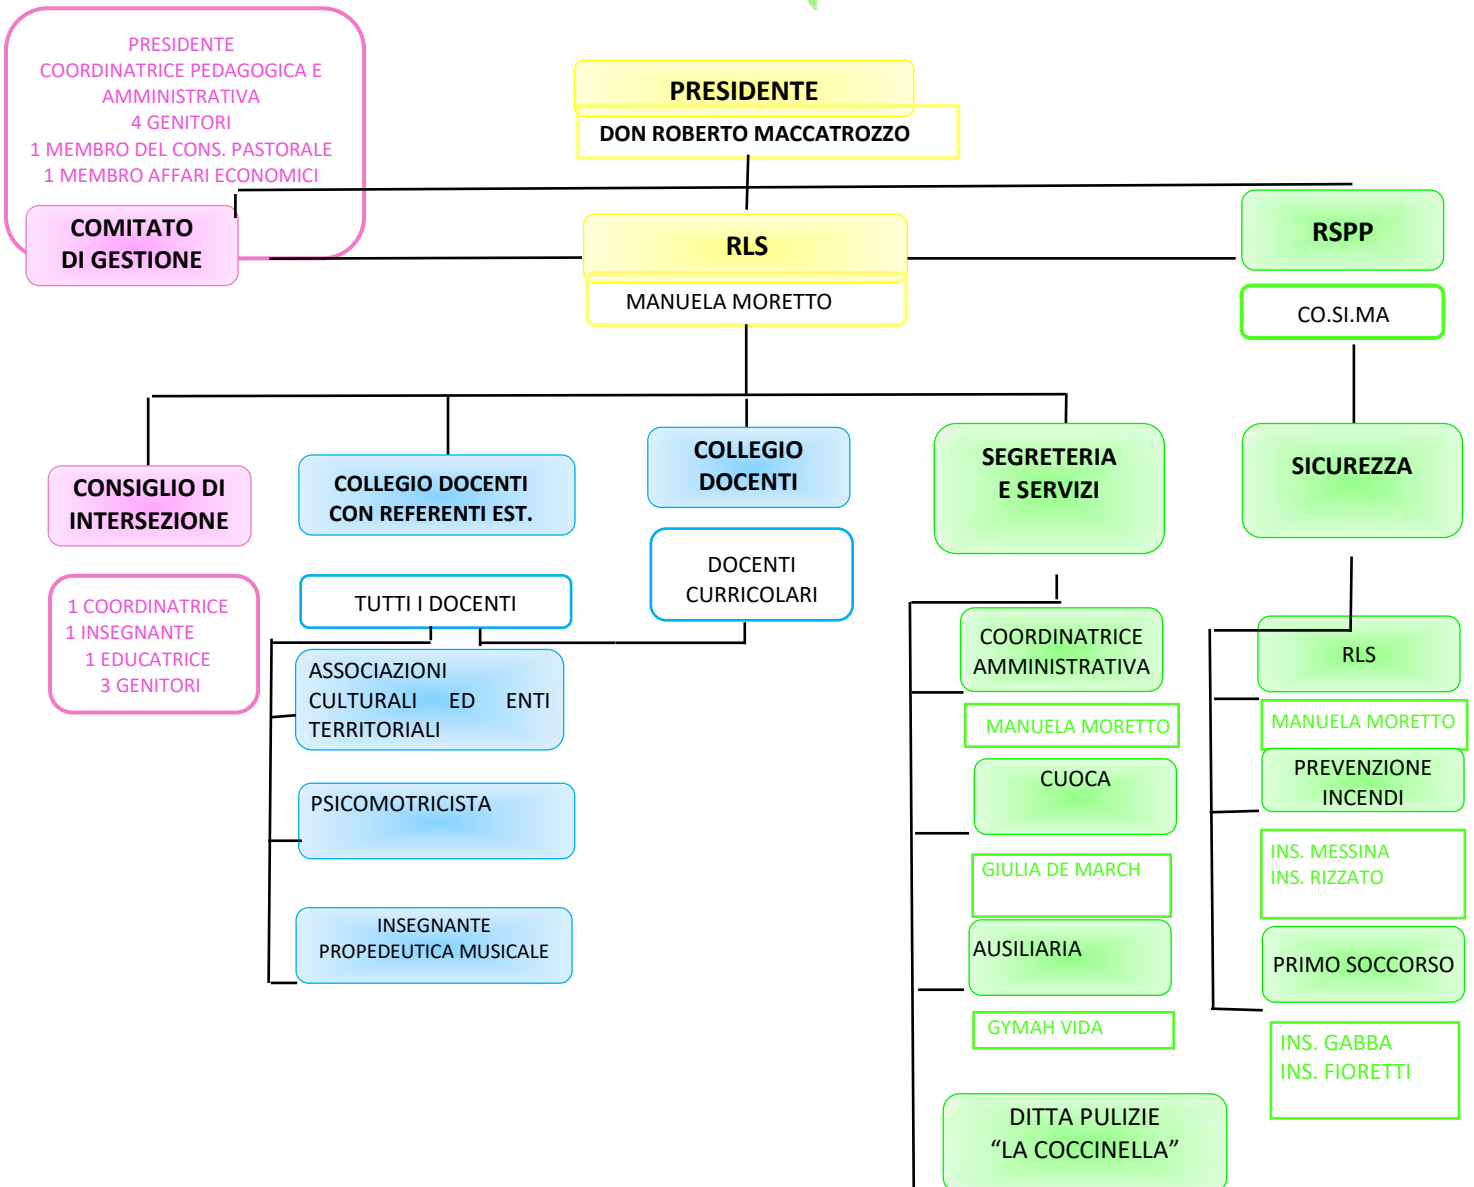 PRESIDENTE
COORDINATRICE PEDAGOGICA E
AMMINISTRATIVA
4 GENITORI
1 MEMBRO DEL CONS. PASTORALE
1 MEMBRO AFFARI ECONOMICI
COMITATO
DI GESTIONE
PRESIDENTE
DON ROBERTO MACCATROZZO
RLS
MANUELA MORETTO
RSPP
CO.SI.MA
CONSIGLIO DI
INTERSEZIONE
1 COORDINATRICE
1 INSEGNANTE
1 EDUCATRICE
3 GENITORI
COLLEGIO DOCENTI
CON REFERENTI EST.
TUTTI I DOCENTI
ASSOCIAZIONI
CULTURALI ED ENTI
TERRITORIALI
PSICOMOTRICISTA
INSEGNANTE
PROPEDEUTICA MUSICALE
COLLEGIO
DOCENTI
DOCENTI
CURRICOLARI
SEGRETERIA
E SERVIZI
COORDINATRICE
AMMINISTRATIVA
MANUELA MORETTO
CUOCA
GIULIA DE MARCH
AUSILIARIA
GYMAH VIDA
DITTA PULIZIE
“LA COCCINELLA”
SICUREZZA
RLS
MANUELA MORETTO
PREVENZIONE
INCENDI
INS. MESSINA
INS. RIZZATO
PRIMO SOCCORSO
INS. GABBA
INS. FIORETTI